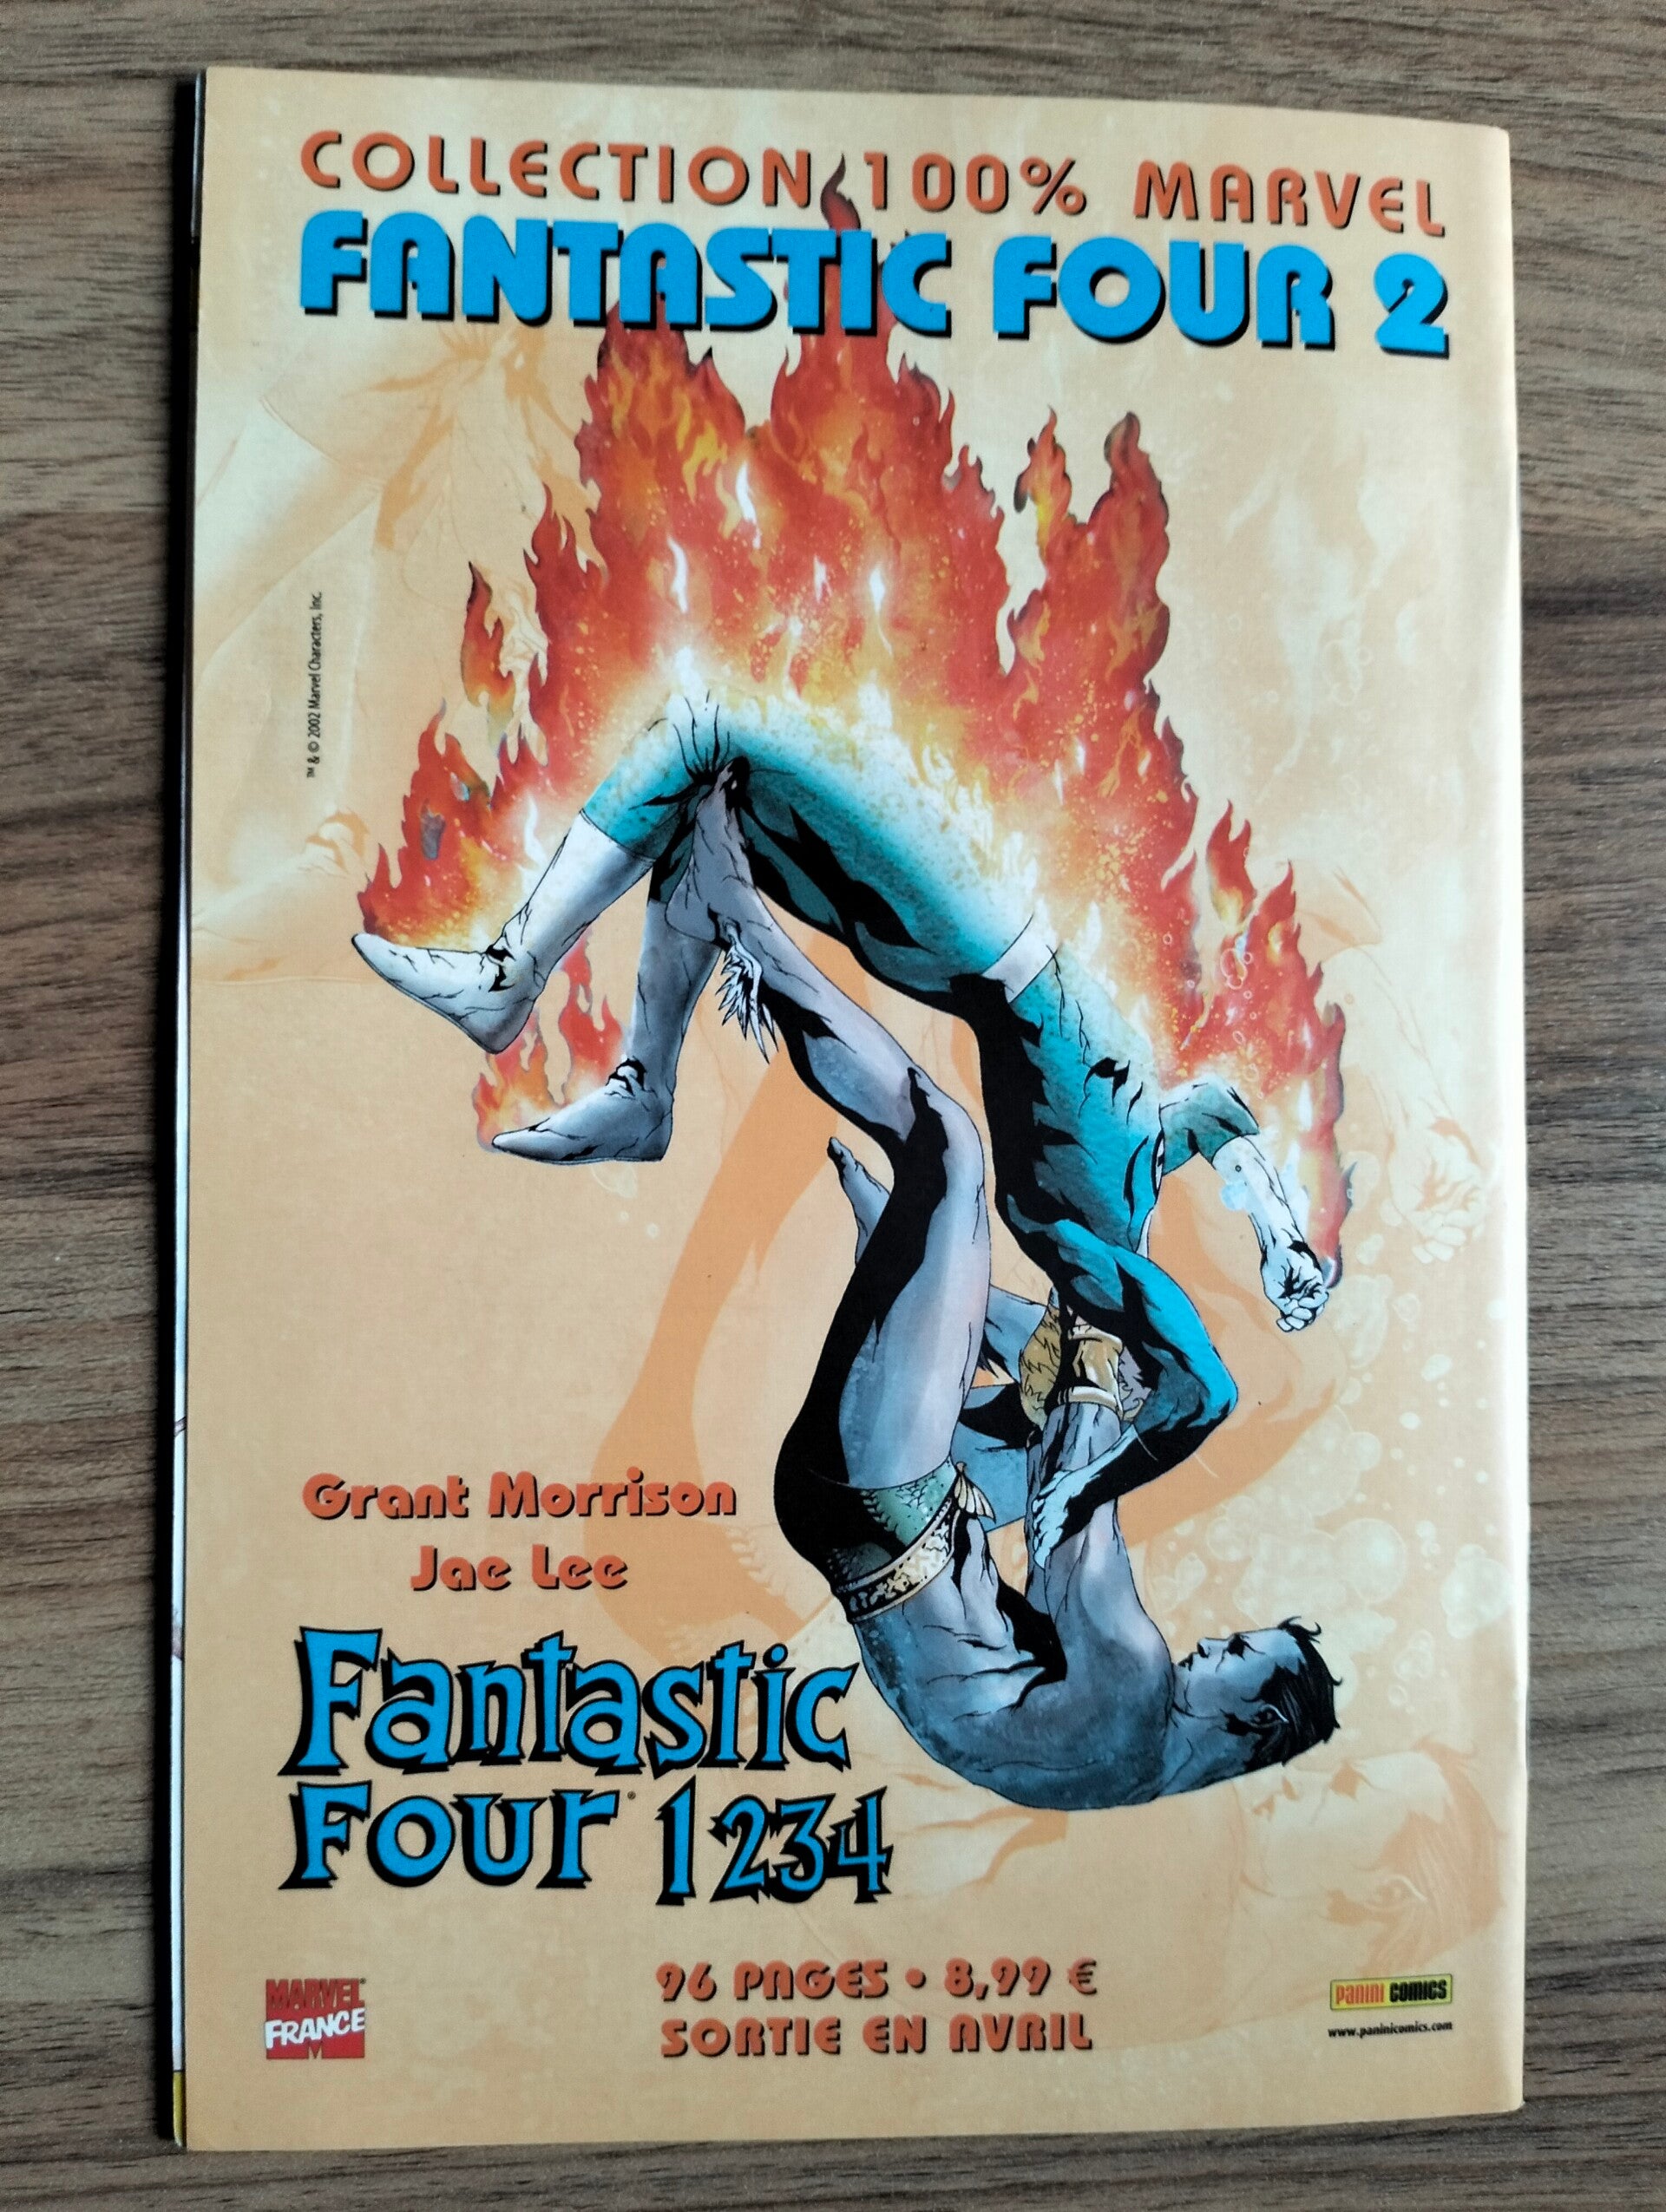 COLLECTION 100% MARVEL
FANTASTIC FOUR 2
™ & © 2002 Marvel Characters, Inc.
Grant Morrison
Jae Lee
Fantastic
Four® 1234
96 PAGES • 8,99 €
SORTIE EN AVRIL
MARVEL®
FRANCE
PANINI COMICS
www.paninicomics.com